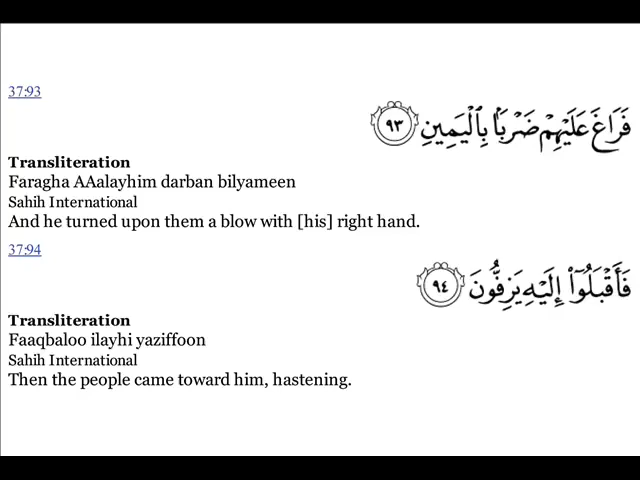 37:93
فَرَاغَ عَلَيْهِمْ ضَرْبًا بِالْيَمِينِ ٩٣
Transliteration
Faragha AAalayhim darban bilyameen
Sahih International
And he turned upon them a blow with [his] right hand.
37:94
فَأَقْبَلُوٓا۟ إِلَيْهِ يَزِفُّونَ ٩٤
Transliteration
Faaqbaloo ilayhi yaziffoon
Sahih International
Then the people came toward him, hastening.